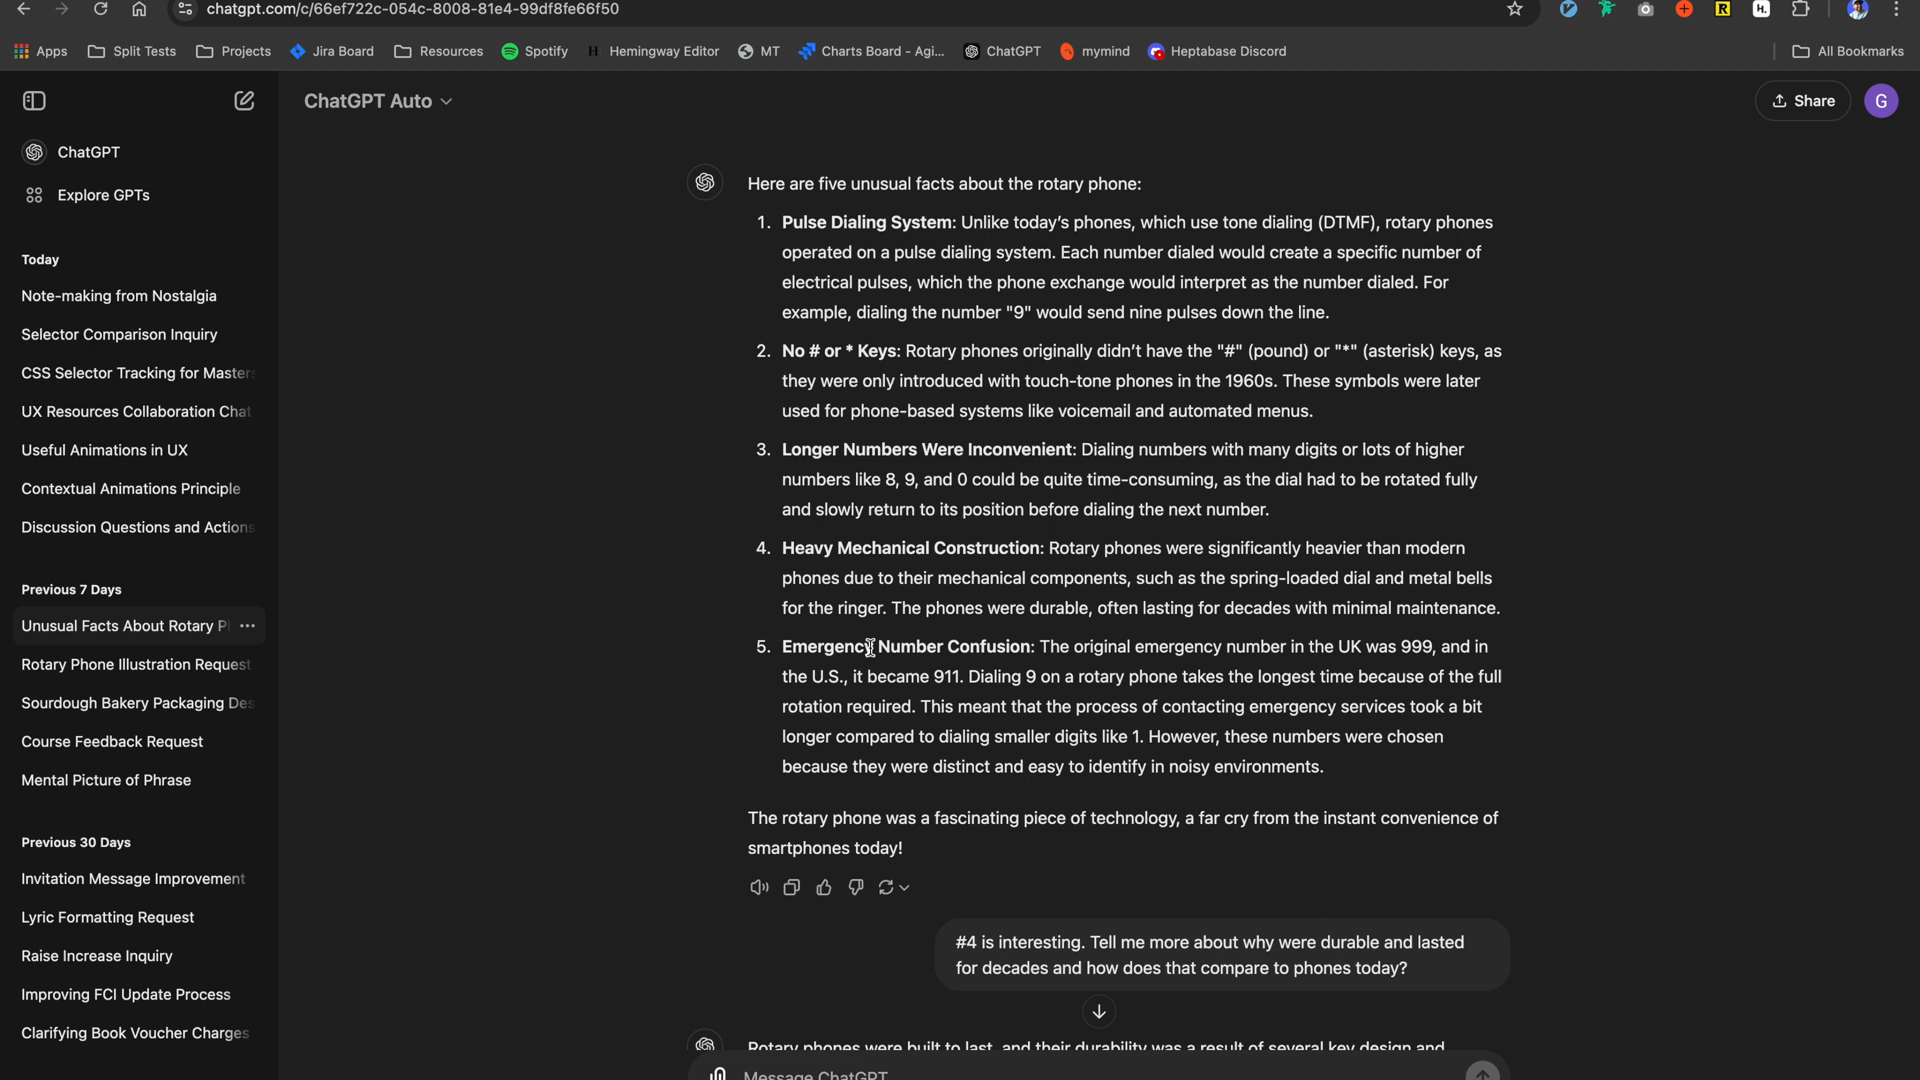 chatgpt.com/c/66ef722c-054c-8008-81e4-99df8fe66f50
Apps Split Tests Projects Jira Board Resources Spotify H Hemingway Editor MT Charts Board - Agi... ChatGPT mymind Heptabase Discord All Bookmarks
ChatGPT Auto
Share
G
ChatGPT
Explore GPTs
Today
Note-making from Nostalgia
Selector Comparison Inquiry
CSS Selector Tracking for Masters
UX Resources Collaboration Chat
Useful Animations in UX
Contextual Animations Principle
Discussion Questions and Actions
Previous 7 Days
Unusual Facts About Rotary P
Rotary Phone Illustration Request
Sourdough Bakery Packaging Des
Course Feedback Request
Mental Picture of Phrase
Previous 30 Days
Invitation Message Improvement
Lyric Formatting Request
Raise Increase Inquiry
Improving FCI Update Process
Clarifying Book Voucher Charges
Here are five unusual facts about the rotary phone:
1. Pulse Dialing System: Unlike today’s phones, which use tone dialing (DTMF), rotary phones
operated on a pulse dialing system. Each number dialed would create a specific number of
electrical pulses, which the phone exchange would interpret as the number dialed. For
example, dialing the number "9" would send nine pulses down the line.
2. No # or * Keys: Rotary phones originally didn’t have the "#" (pound) or "*" (asterisk) keys, as
they were only introduced with touch-tone phones in the 1960s. These symbols were later
used for phone-based systems like voicemail and automated menus.
3. Longer Numbers Were Inconvenient: Dialing numbers with many digits or lots of higher
numbers like 8, 9, and 0 could be quite time-consuming, as the dial had to be rotated fully
and slowly return to its position before dialing the next number.
4. Heavy Mechanical Construction: Rotary phones were significantly heavier than modern
phones due to their mechanical components, such as the spring-loaded dial and metal bells
for the ringer. The phones were durable, often lasting for decades with minimal maintenance.
5. Emergency Number Confusion: The original emergency number in the UK was 999, and in
the U.S., it became 911. Dialing 9 on a rotary phone takes the longest time because of the full
rotation required. This meant that the process of contacting emergency services took a bit
longer compared to dialing smaller digits like 1. However, these numbers were chosen
because they were distinct and easy to identify in noisy environments.
The rotary phone was a fascinating piece of technology, a far cry from the instant convenience of
smartphones today!
#4 is interesting. Tell me more about why were durable and lasted
for decades and how does that compare to phones today?
Rotary phones were built to last, and their durability was a result of several key design and
Message ChatGPT